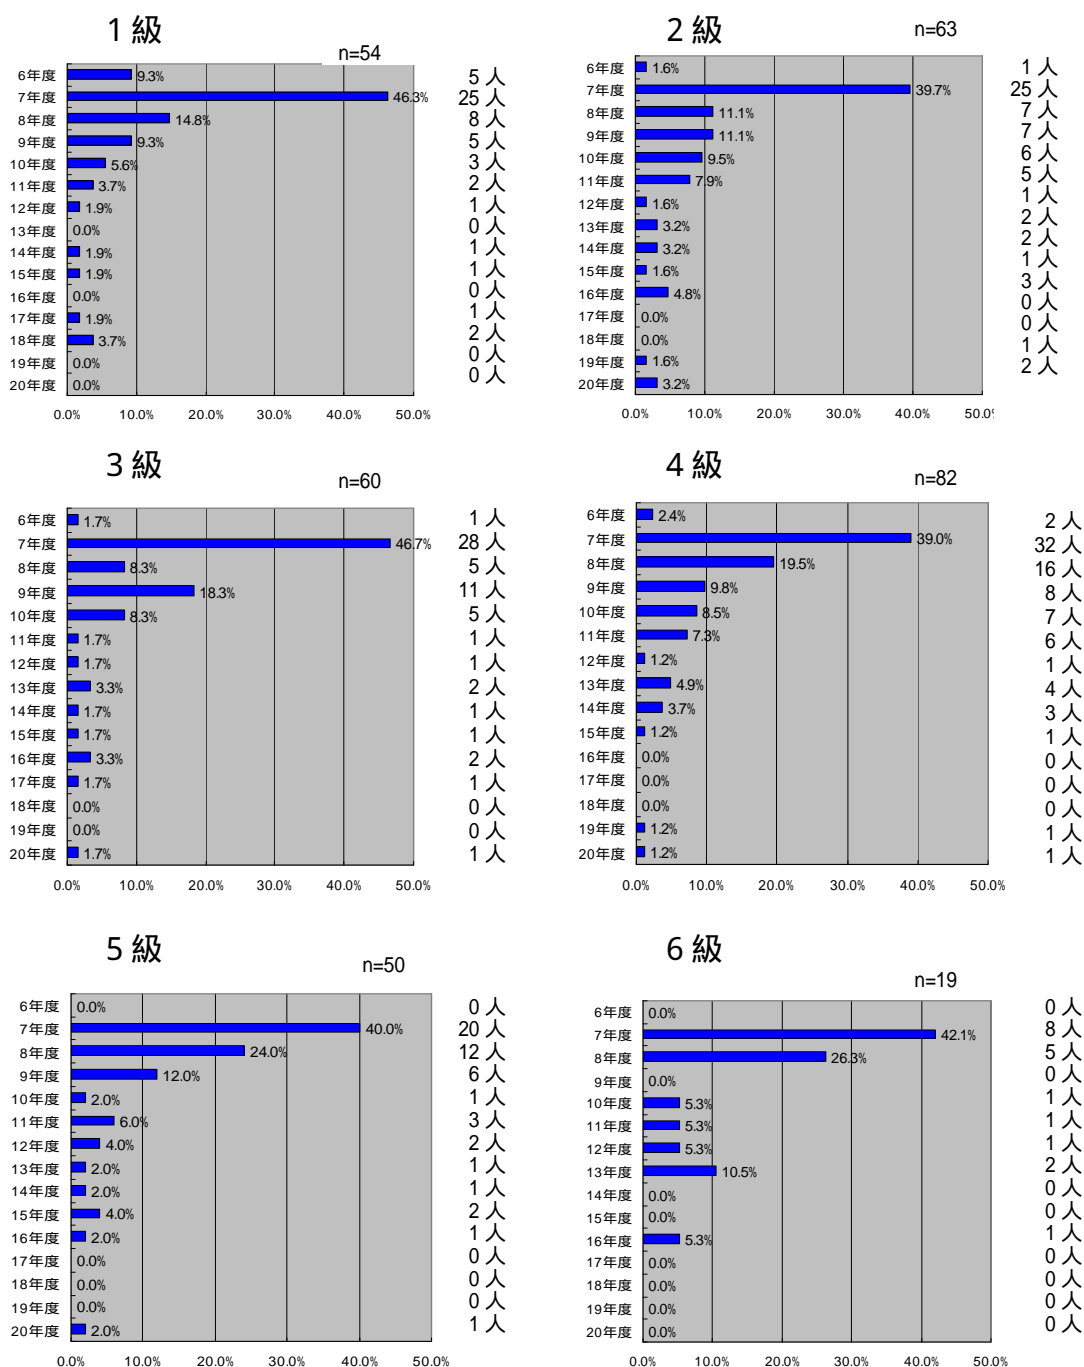 1 級
n=54
6年度 9.3% 5 人
7年度 46.3% 25 人
8年度 14.8% 8 人
9年度 9.3% 5 人
10年度 5.6% 3 人
11年度 3.7% 2 人
12年度 1.9% 1 人
13年度 0.0% 0 人
14年度 1.9% 1 人
15年度 1.9% 1 人
16年度 0.0% 0 人
17年度 1.9% 1 人
18年度 3.7% 2 人
19年度 0.0% 0 人
20年度 0.0% 0 人
0.0% 10.0% 20.0% 30.0% 40.0% 50.0%
2 級
n=63
6年度 1.6% 1 人
7年度 39.7% 25 人
8年度 11.1% 7 人
9年度 11.1% 7 人
10年度 9.5% 6 人
11年度 7.9% 5 人
12年度 1.6% 1 人
13年度 3.2% 2 人
14年度 3.2% 2 人
15年度 1.6% 1 人
16年度 4.8% 3 人
17年度 0.0% 0 人
18年度 0.0% 0 人
19年度 1.6% 1 人
20年度 3.2% 2 人
0.0% 10.0% 20.0% 30.0% 40.0% 50.0
3 級
n=60
6年度 1.7% 1 人
7年度 46.7% 28 人
8年度 8.3% 5 人
9年度 18.3% 11 人
10年度 8.3% 5 人
11年度 1.7% 1 人
12年度 1.7% 1 人
13年度 3.3% 2 人
14年度 1.7% 1 人
15年度 1.7% 1 人
16年度 3.3% 2 人
17年度 1.7% 1 人
18年度 0.0% 0 人
19年度 0.0% 0 人
20年度 1.7% 1 人
0.0% 10.0% 20.0% 30.0% 40.0% 50.0%
4 級
n=82
6年度 2.4% 2 人
7年度 39.0% 32 人
8年度 19.5% 16 人
9年度 9.8% 8 人
10年度 8.5% 7 人
11年度 7.3% 6 人
12年度 1.2% 1 人
13年度 4.9% 4 人
14年度 3.7% 3 人
15年度 1.2% 1 人
16年度 0.0% 0 人
17年度 0.0% 0 人
18年度 0.0% 0 人
19年度 1.2% 1 人
20年度 1.2% 1 人
0.0% 10.0% 20.0% 30.0% 40.0% 50.0%
5 級
n=50
6年度 0.0% 0 人
7年度 40.0% 20 人
8年度 24.0% 12 人
9年度 12.0% 6 人
10年度 2.0% 1 人
11年度 6.0% 3 人
12年度 4.0% 2 人
13年度 2.0% 1 人
14年度 2.0% 1 人
15年度 4.0% 2 人
16年度 2.0% 1 人
17年度 0.0% 0 人
18年度 0.0% 0 人
19年度 0.0% 0 人
20年度 2.0% 1 人
0.0% 10.0% 20.0% 30.0% 40.0% 50.0%
6 級
n=19
6年度 0.0% 0 人
7年度 42.1% 8 人
8年度 26.3% 5 人
9年度 0.0% 0 人
10年度 5.3% 1 人
11年度 5.3% 1 人
12年度 5.3% 1 人
13年度 10.5% 2 人
14年度 0.0% 0 人
15年度 0.0% 0 人
16年度 5.3% 1 人
17年度 0.0% 0 人
18年度 0.0% 0 人
19年度 0.0% 0 人
20年度 0.0% 0 人
0.0% 10.0% 20.0% 30.0% 40.0% 50.0%